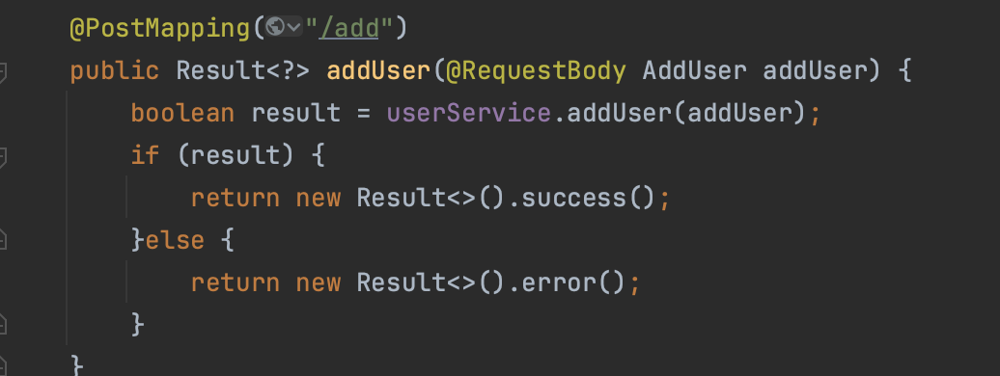 @PostMapping("/add")
public Result<?> addUser(@RequestBody AddUser addUser) {
    boolean result = userService.addUser(addUser);
    if (result) {
        return new Result<>().success();
    }else {
        return new Result<>().error();
    }
}